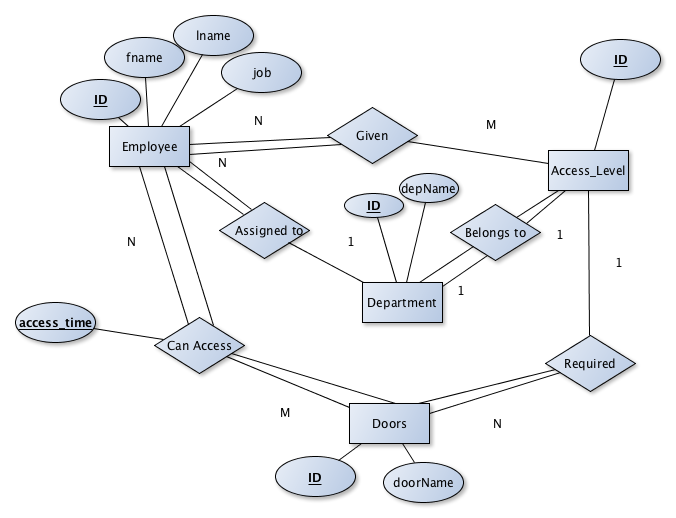 lname
fname
ID
job
ID
N
M
Employee
Given
N
Access_Level
depName
ID
Assigned to
Belongs to
N
1
1
1
1
Department
access_time
Can Access
Required
M
Doors
N
ID
doorName